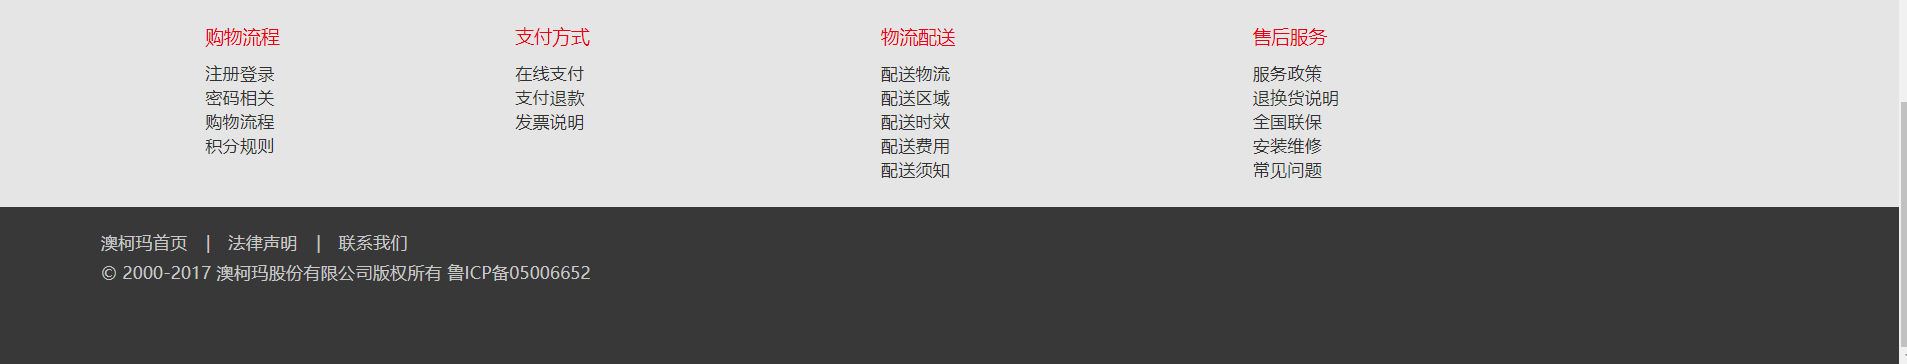 购物流程
注册登录
密码相关
购物流程
积分规则
支付方式
在线支付
支付退款
发票说明
物流配送
配送物流
配送区域
配送时效
配送费用
配送须知
售后服务
服务政策
退换货说明
全国联保
安装维修
常见问题
澳柯玛首页 | 法律声明 | 联系我们
© 2000-2017 澳柯玛股份有限公司版权所有 鲁ICP备05006652